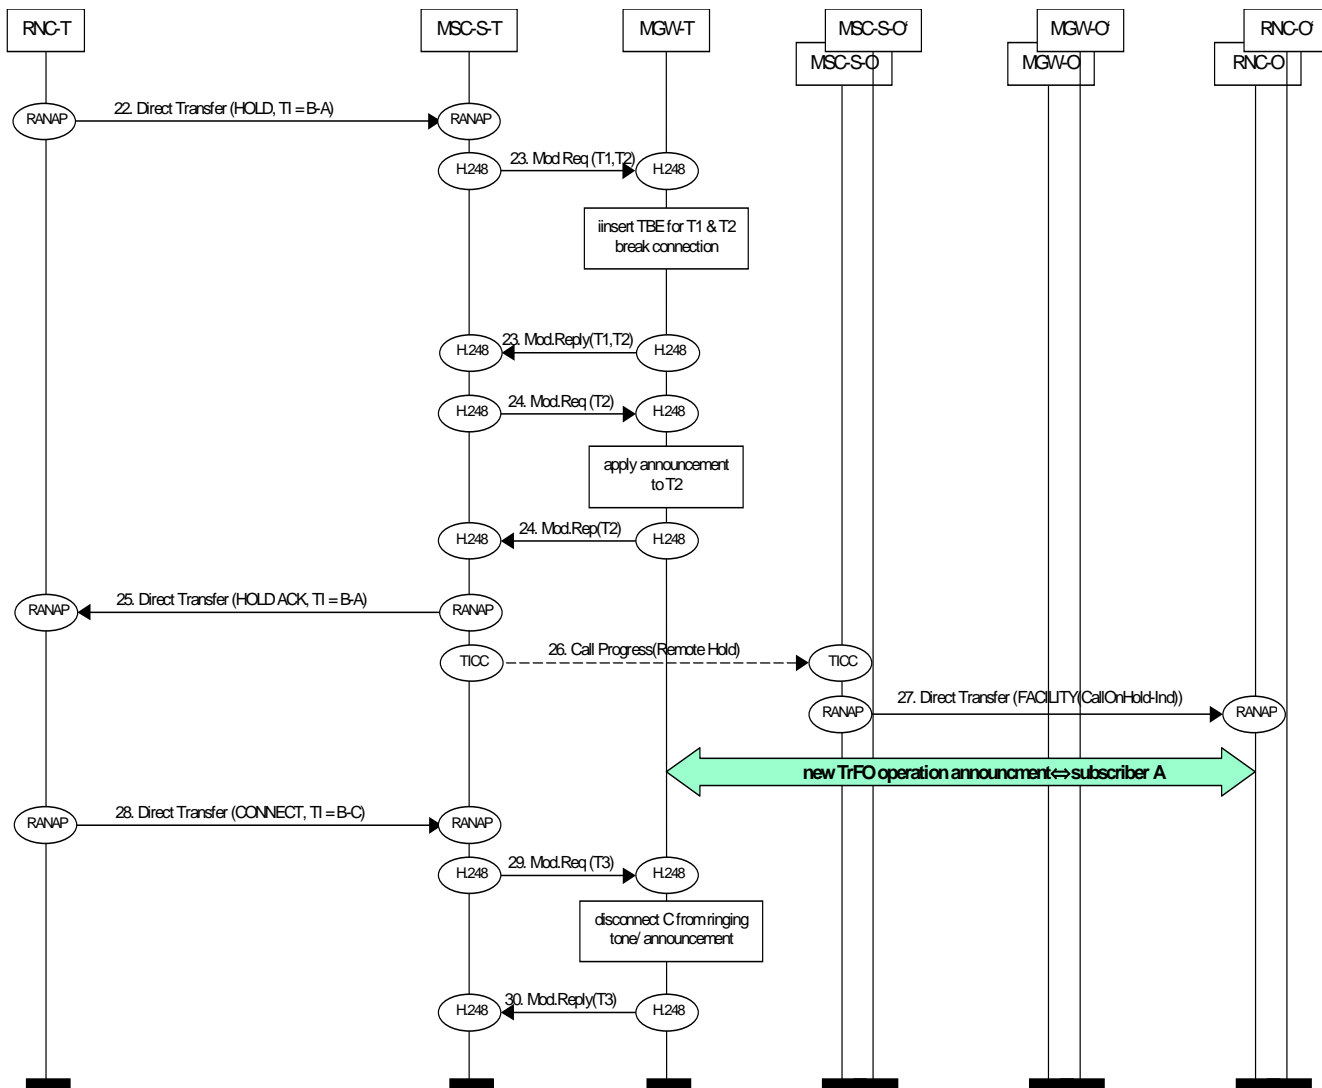 RNC-T
MSC-S-T
MGW-T
MSC-S-O'
MGW-O'
RNC-O'
MSC-S-O
MGW-O
RNC-O
RANAP
22. Direct Transfer (HOLD, TI = B-A)
RANAP
H.248
23. Mod Req (T1,T2)
H.248
iinsert TBE for T1 & T2
break connection
H.248
23. Mod.Reply(T1,T2)
H.248
H.248
24. Mod.Req (T2)
H.248
apply announcement
to T2
H.248
24. Mod.Rep(T2)
H.248
RANAP
25. Direct Transfer (HOLD ACK, TI = B-A)
RANAP
TICC
26. Call Progress(Remote Hold)
TICC
RANAP
27. Direct Transfer (FACILITY(CallOnHold-Ind))
RANAP
new TrFO operation announcment⇔subscriber A
RANAP
28. Direct Transfer (CONNECT, TI = B-C)
RANAP
H.248
29. Mod.Req (T3)
H.248
disconnect C from ringing
tone/ announcement
H.248
30. Mod.Reply(T3)
H.248